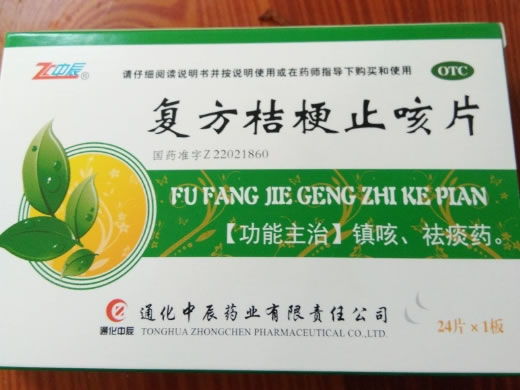 ZC中辰®
请仔细阅读说明书并按说明使用或在药师指导下购买和使用
OTC
复方桔梗止咳片
国药准字Z22021860
FU FANG JIE GENG ZHI KE PIAN
【功能主治】镇咳、祛痰药。
通化中辰
通化中辰药业有限责任公司
TONGHUA ZHONGCHEN PHARMACEUTICAL CO.,LTD.
24片×1板